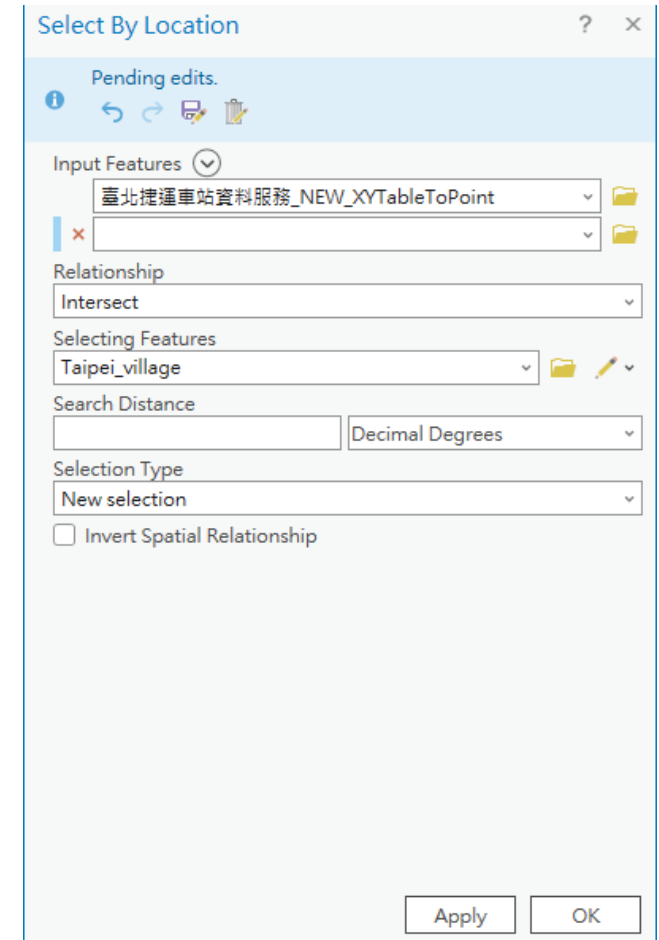 Select By Location
Pending edits.
Input Features
臺北捷運車站資料服務_NEW_XYTableToPoint
Relationship
Intersect
Selecting Features
Taipei_village
Search Distance
Decimal Degrees
Selection Type
New selection
Invert Spatial Relationship
Apply OK